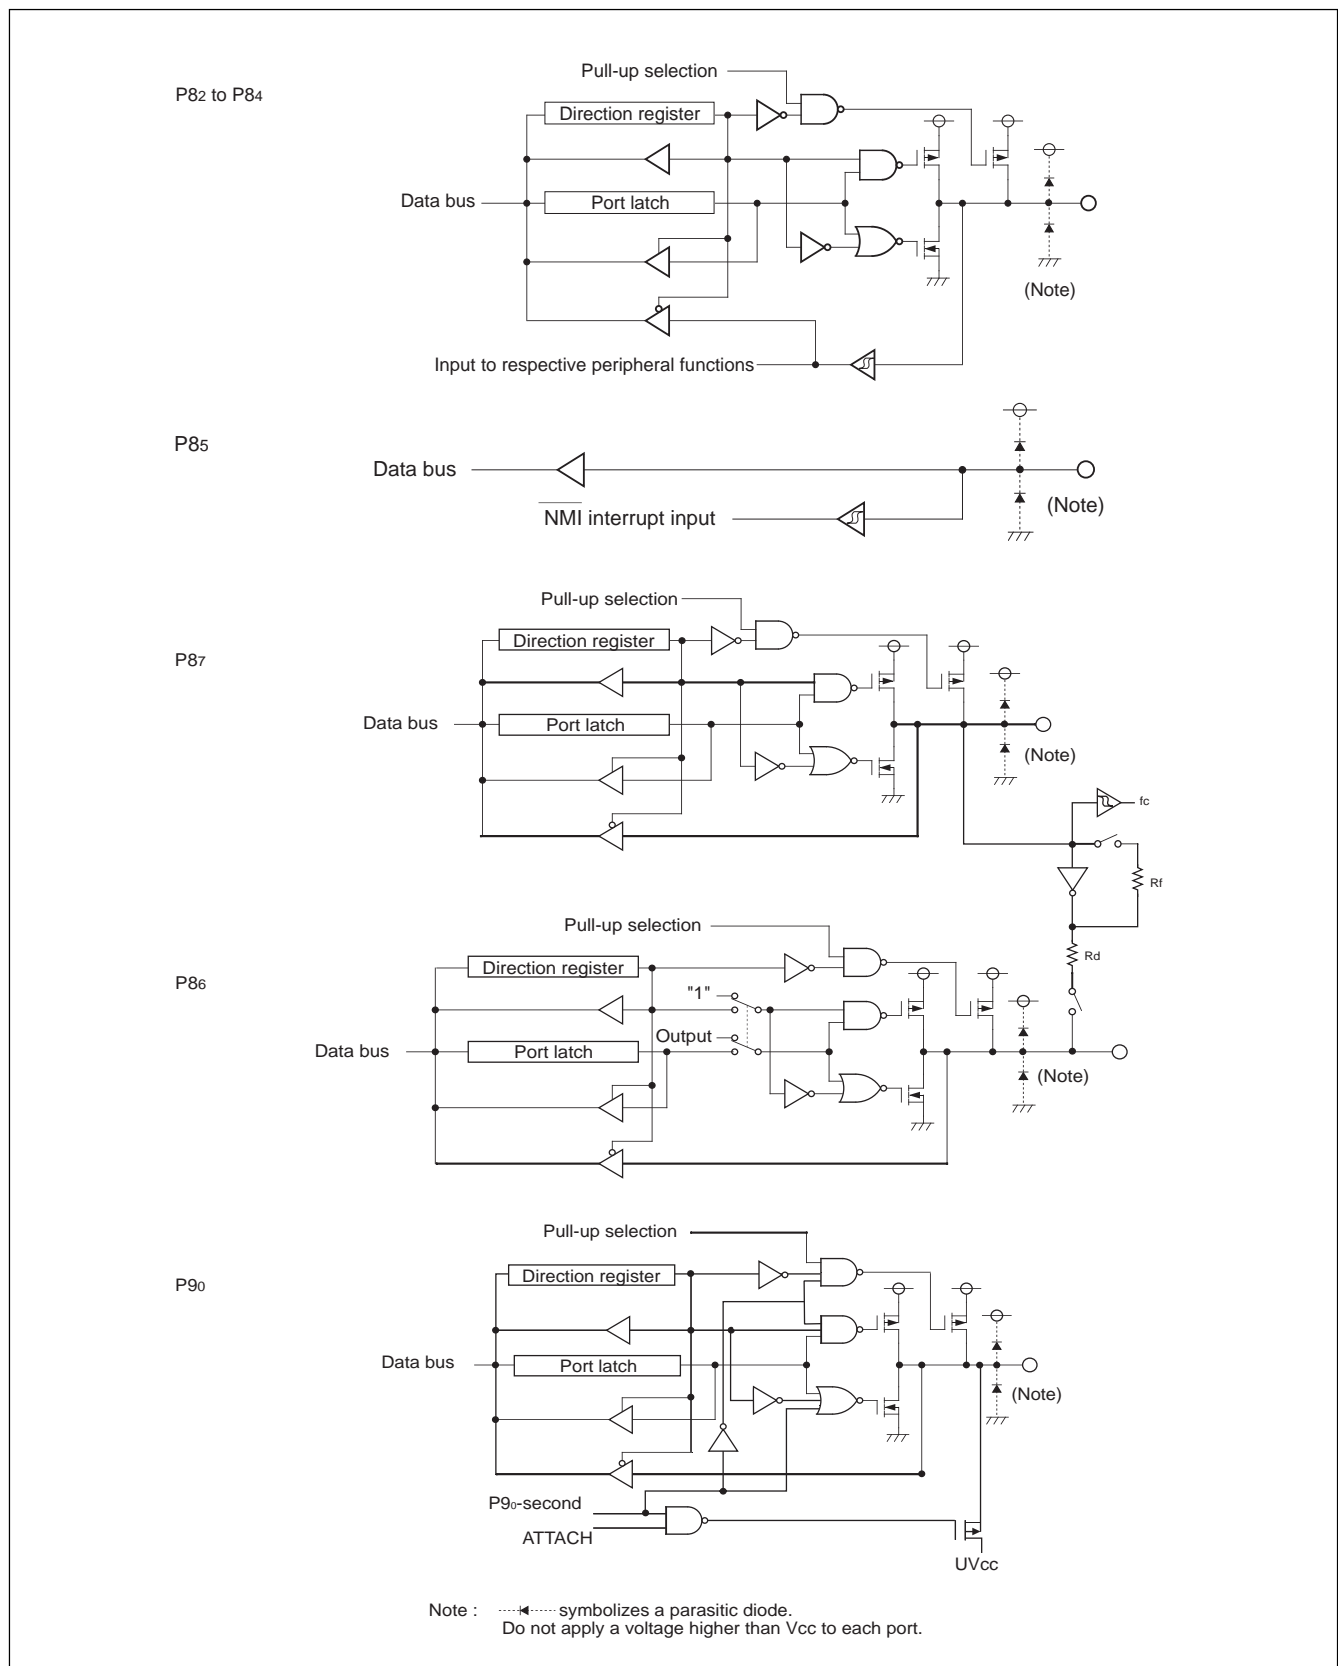 P82 to P84
Pull-up selection
Direction register
Data bus
Port latch
(Note)
Input to respective peripheral functions
P85
Data bus
(Note)
NMI interrupt input
Pull-up selection
Direction register
P87
Data bus
Port latch
(Note)
fc
Rf
Pull-up selection
Rd
Direction register
P86
"1"
Output
Data bus
Port latch
(Note)
Pull-up selection
Direction register
P90
Data bus
Port latch
(Note)
P90-second
ATTACH
UVcc
Note : symbolizes a parasitic diode.
Do not apply a voltage higher than Vcc to each port.